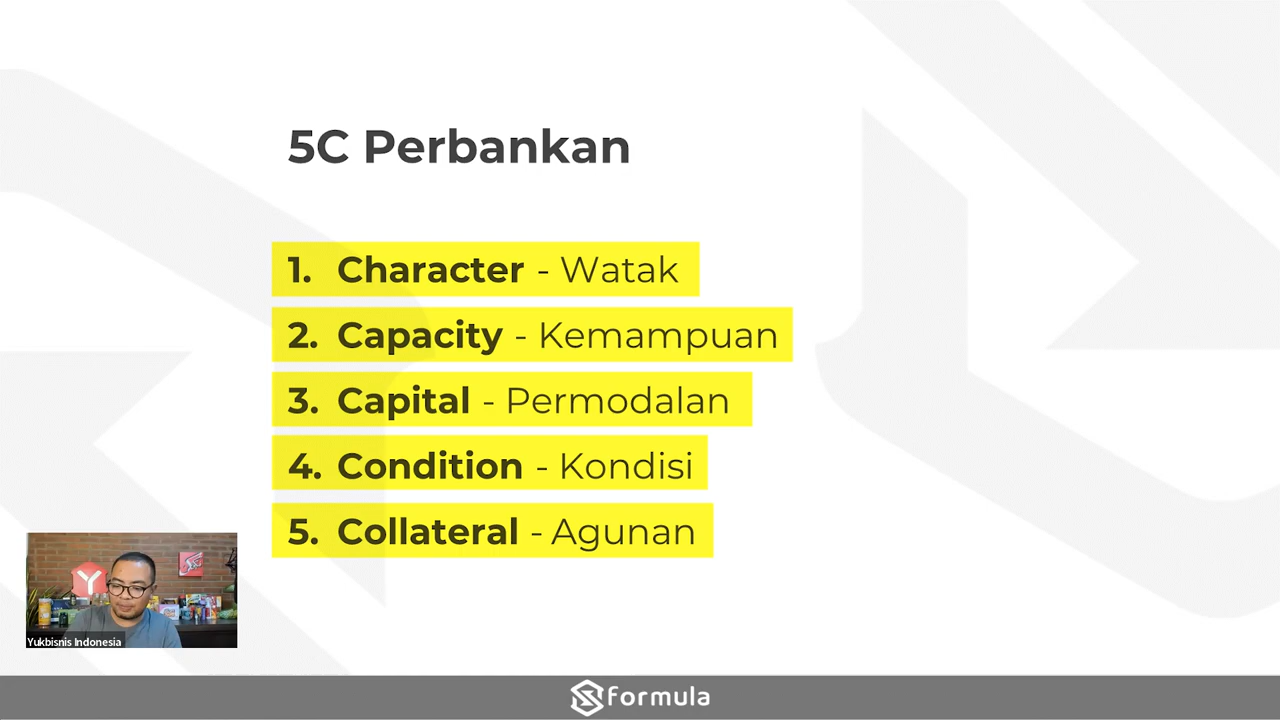 5C Perbankan
1. Character - Watak
2. Capacity - Kemampuan
3. Capital - Permodalan
4. Condition - Kondisi
5. Collateral - Agunan
Y
Yukbisnis Indonesia
formula